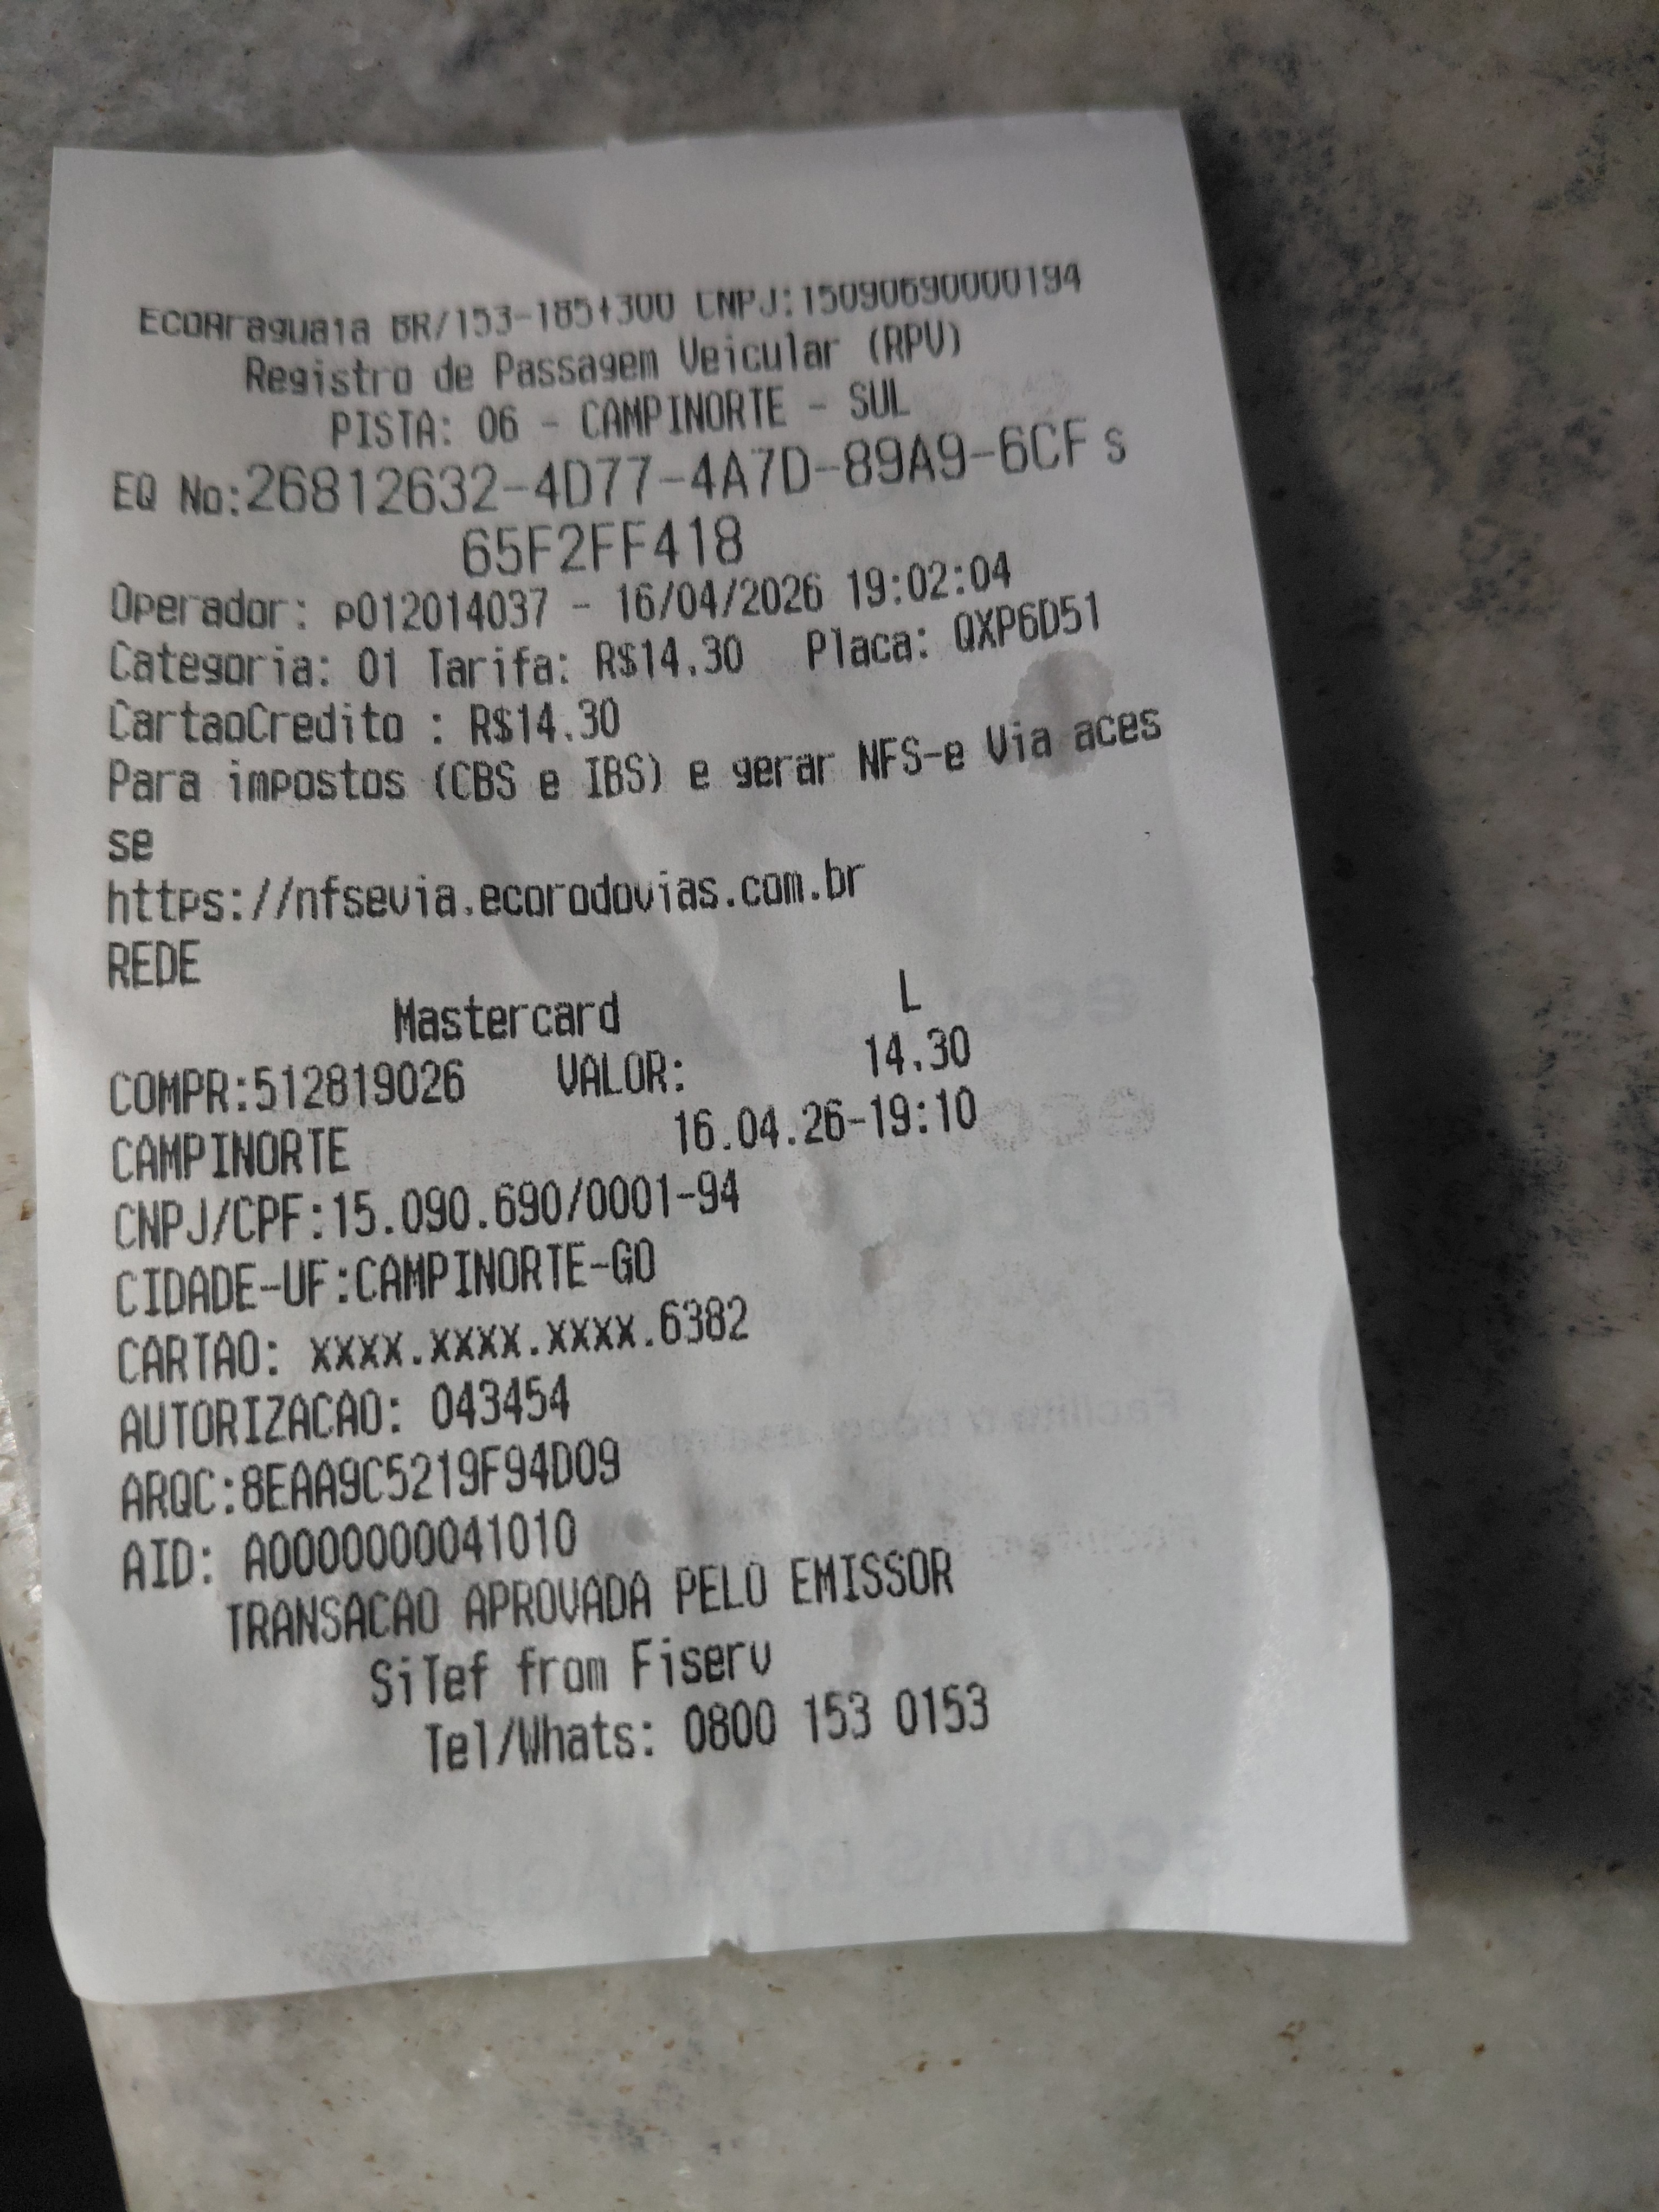 EcoAraguaia BR/153-185+300 CNPJ:15090690000194
Registro de Passagem Veicular (RPV)
PISTA: 06 - CAMPINORTE - SUL
EQ No:26812632-4D77-4A7D-89A9-6CF s
65F2FF418
Operador: p012014037 - 16/04/2026 19:02:04
Categoria: 01 Tarifa: R$14.30 Placa: QXP6D51
CartaoCredito : R$14.30
Para impostos (CBS e IBS) e gerar NFS-e Via aces
se
https://nfsevia.ecorodovias.com.br
REDE
Mastercard L
COMPR:512819026 VALOR: 14.30
CAMPINORTE 16.04.26-19:10
CNPJ/CPF:15.090.690/0001-94
CIDADE-UF:CAMPINORTE-GO
CARTAO: xxxx.xxxx.xxxx.6382
AUTORIZACAO: 043454
ARQC:8EAA9C5219F94D09
AID: A0000000041010
TRANSACAO APROVADA PELO EMISSOR
SiTef from Fiserv
Tel/Whats: 0800 153 0153